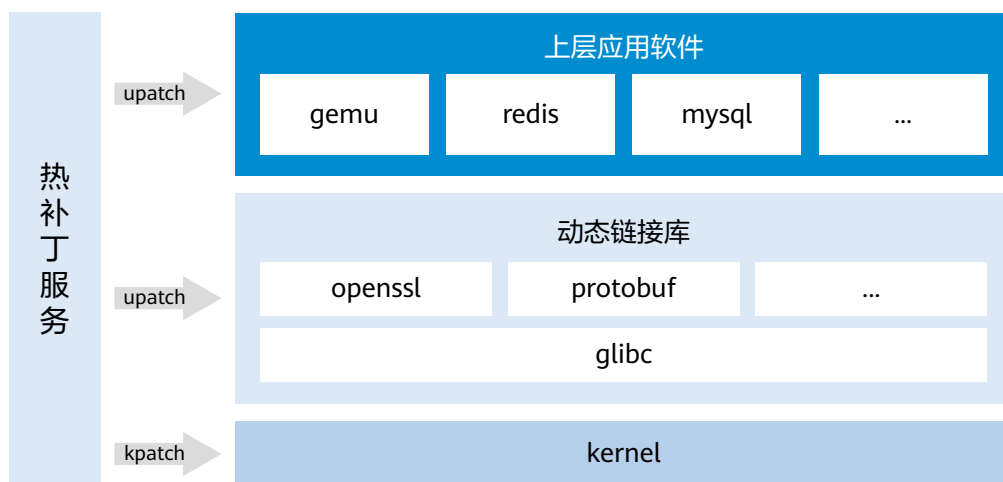 热补丁服务
upatch
上层应用软件
gemu
redis
mysql
...
upatch
动态链接库
openssl
protobuf
...
glibc
kpatch
kernel